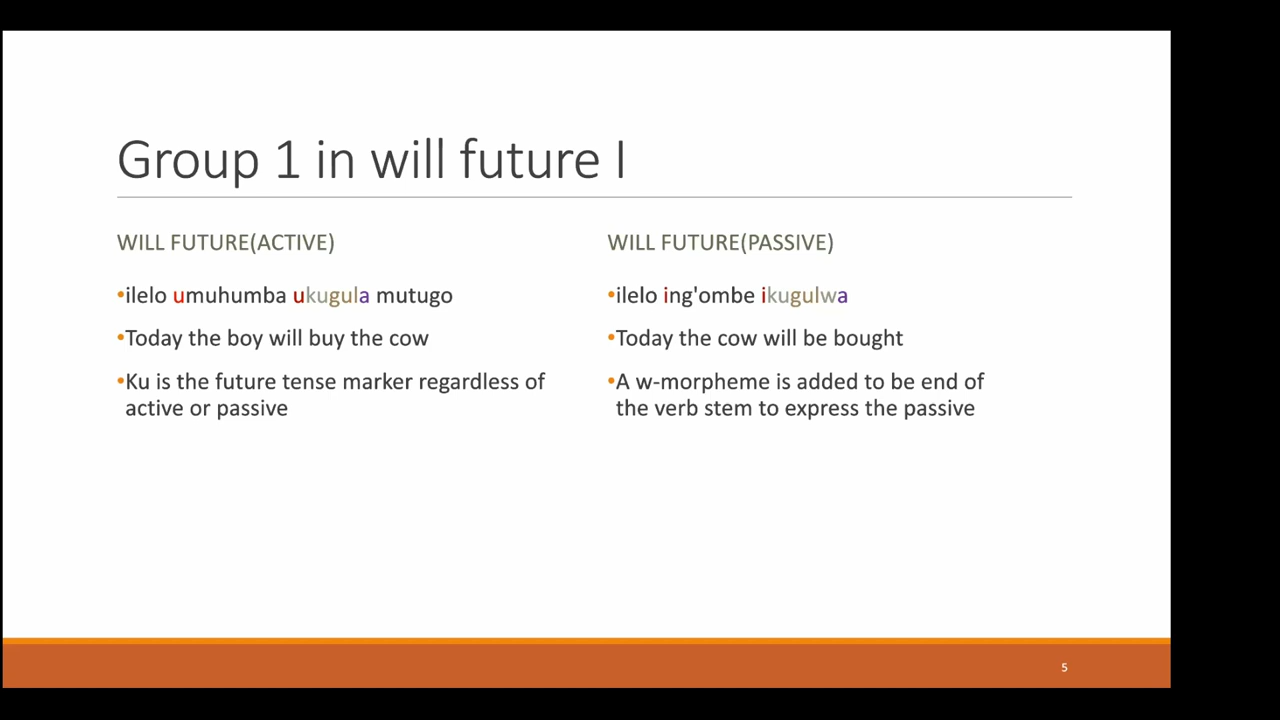 Group 1 in will future I
WILL FUTURE(ACTIVE)
•ilelo umuhumba ukugula mutugo
•Today the boy will buy the cow
•Ku is the future tense marker regardless of
active or passive
WILL FUTURE(PASSIVE)
•ilelo ing'ombe ikugulwa
•Today the cow will be bought
•A w-morpheme is added to be end of
the verb stem to express the passive
5